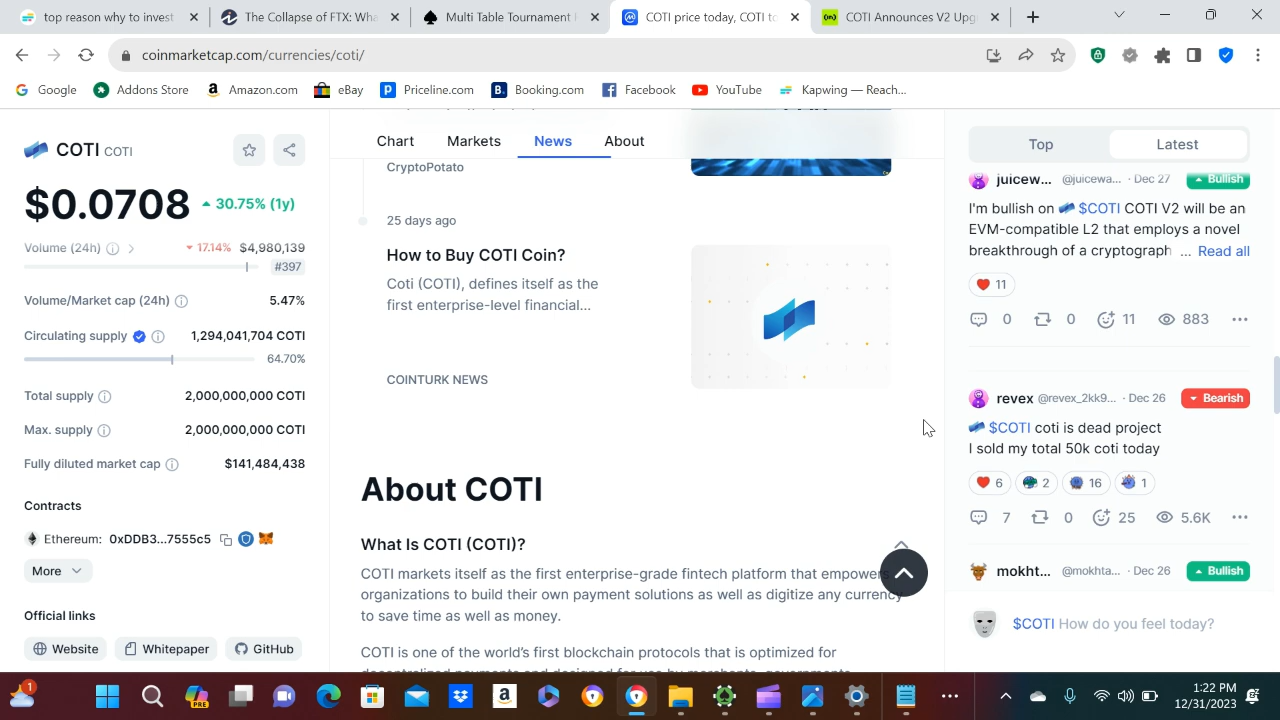 top reason why to invest
The Collapse of FTX: Wh
Multi Table Tournament
COTI price today, COTI to
COTI Announces V2 Upg
coinmarketcap.com/currencies/coti/
Google
Addons Store
Amazon.com
eBay
Priceline.com
Booking.com
Facebook
YouTube
Kapwing — Reach...
COTI COTI
$0.0708 30.75% (1y)
Volume (24h) 17.14% $4,980,139
#397
Volume/Market cap (24h) 5.47%
Circulating supply 1,294,041,704 COTI
64.70%
Total supply 2,000,000,000 COTI
Max. supply 2,000,000,000 COTI
Fully diluted market cap $141,484,438
Contracts
Ethereum: 0xDDB3...7555c5
More
Official links
Website Whitepaper GitHub
Chart Markets News About
CryptoPotato
25 days ago
How to Buy COTI Coin?
Coti (COTI), defines itself as the
first enterprise-level financial...
COINTURK NEWS
About COTI
What Is COTI (COTI)?
COTI markets itself as the first enterprise-grade fintech platform that empowers
organizations to build their own payment solutions as well as digitize any currency
to save time as well as money.
COTI is one of the world's first blockchain protocols that is optimized for
decentralized payments and designed for use by merchants, governments,
Top Latest
juicew... @juicewa... · Dec 27 Bullish
I'm bullish on $COTI COTI V2 will be an
EVM-compatible L2 that employs a novel
breakthrough of a cryptograph ... Read all
11
0 0 11 883
revex @revex_2kk9... · Dec 26 Bearish
$COTI coti is dead project
I sold my total 50k coti today
6 2 16 1
7 0 25 5.6K
mokht... @mokhta... · Dec 26 Bullish
$COTI How do you feel today?
1
PRE
1:22 PM
12/31/2023